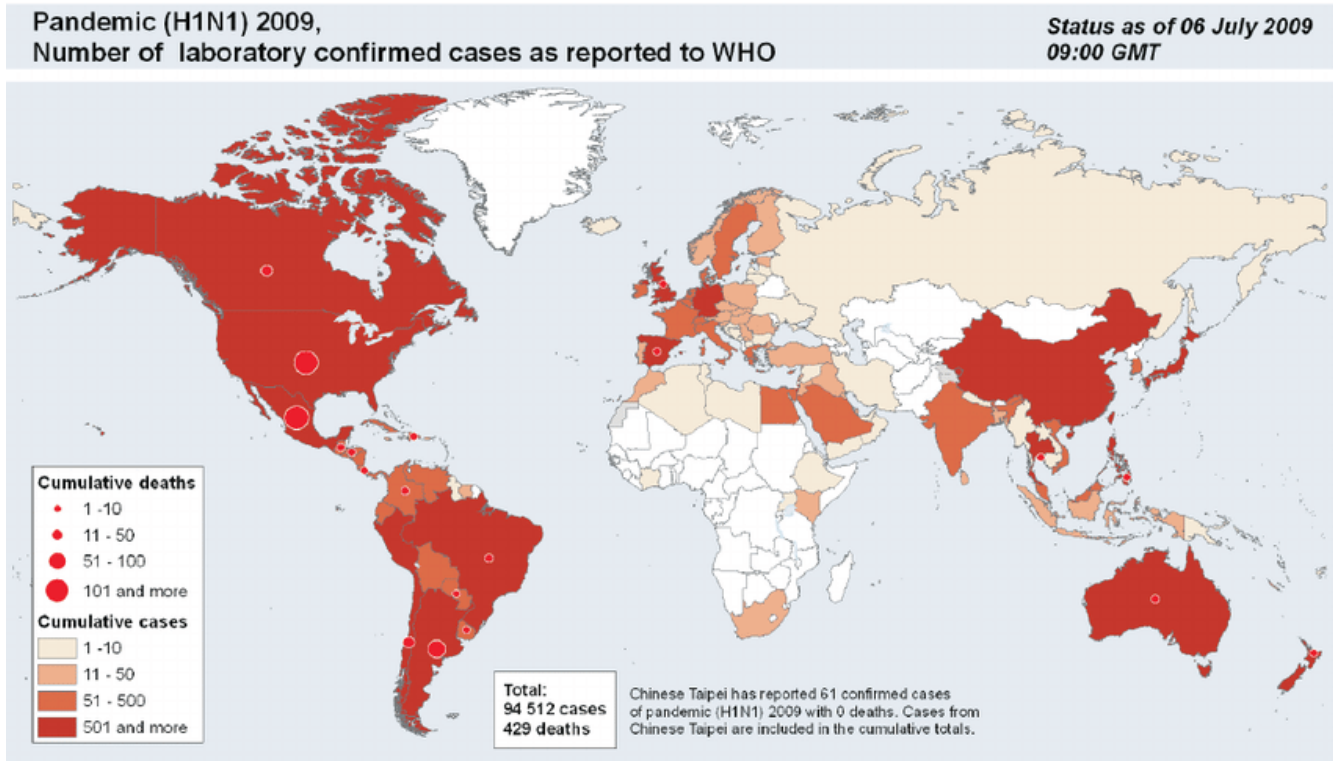 Pandemic (H1N1) 2009,
Number of laboratory confirmed cases as reported to WHO
Status as of 06 July 2009
09:00 GMT
Cumulative deaths
1 -10
11 - 50
51 - 100
101 and more
Cumulative cases
1 -10
11 - 50
51 - 500
501 and more
Total:
94 512 cases
429 deaths
Chinese Taipei has reported 61 confirmed cases
of pandemic (H1N1) 2009 with 0 deaths. Cases from
Chinese Taipei are included in the cumulative totals.